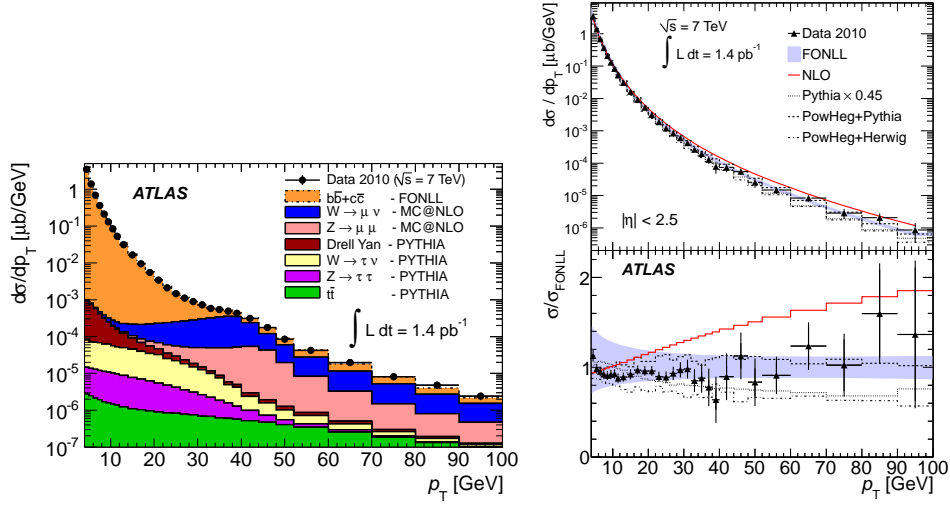 ATLAS
Data 2010 (√s = 7 TeV)
bb̄+cc̄ - FONLL
W → μ ν - MC@NLO
Z → μ μ - MC@NLO
Drell Yan - PYTHIA
W → τ ν - PYTHIA
Z → τ τ - PYTHIA
tt̄ - PYTHIA
∫ L dt = 1.4 pb⁻¹
dσ/dp_T [μb/GeV]
1
10⁻¹
10⁻²
10⁻³
10⁻⁴
10⁻⁵
10⁻⁶
10⁻⁷
10 20 30 40 50 60 70 80 90 100
p_T [GeV]
√s = 7 TeV
∫ L dt = 1.4 pb⁻¹
Data 2010
FONLL
NLO
Pythia × 0.45
PowHeg+Pythia
PowHeg+Herwig
|η| < 2.5
dσ / dp_T [μb/GeV]
1
10⁻¹
10⁻²
10⁻³
10⁻⁴
10⁻⁵
10⁻⁶
ATLAS
σ/σ_FONLL
2
1
0
10 20 30 40 50 60 70 80 90 100
p_T [GeV]